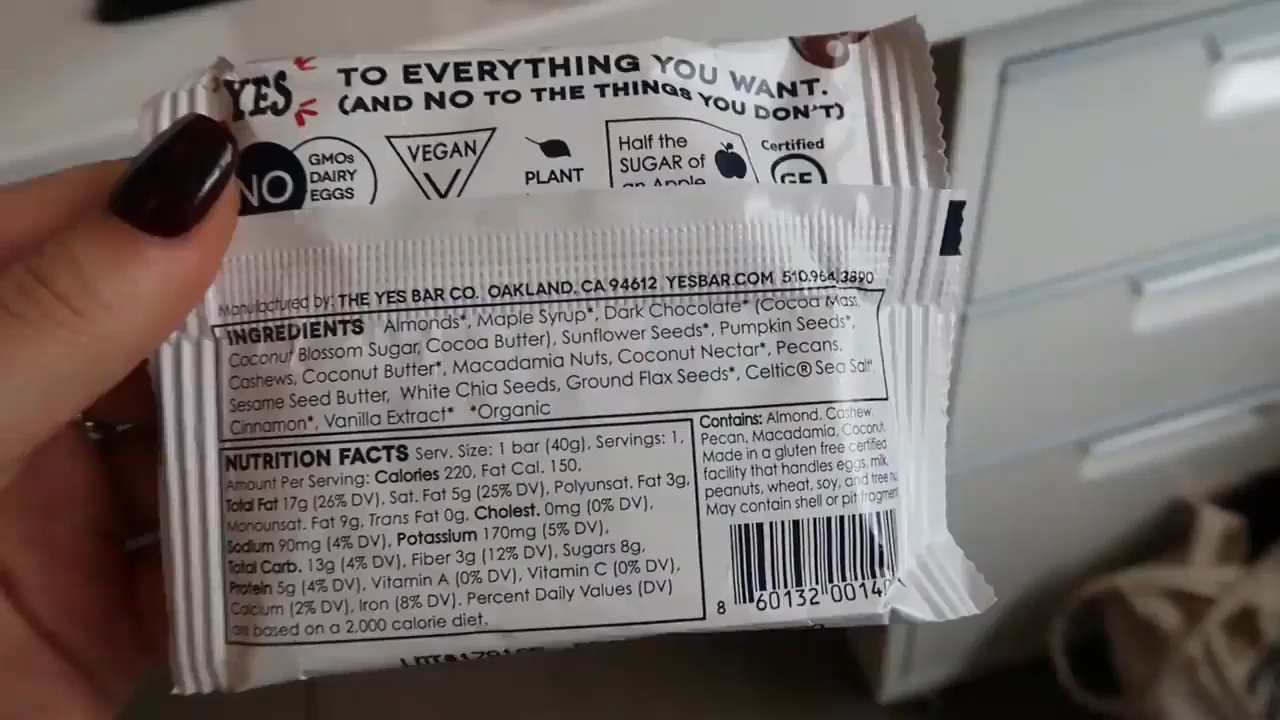 YES TO EVERYTHING YOU WANT.
(AND NO TO THE THINGS YOU DON'T)
NO GMOs DAIRY EGGS
VEGAN V
PLANT
Half the SUGAR of an Apple
Certified GF
Manufactured by: THE YES BAR CO. OAKLAND, CA 94612 YESBAR.COM 510.964.3890
INGREDIENTS Almonds*, Maple Syrup*, Dark Chocolate* (Cocoa Mass,
Coconut Blossom Sugar, Cocoa Butter), Sunflower Seeds*, Pumpkin Seeds*,
Cashews, Coconut Butter*, Macadamia Nuts, Coconut Nectar*, Pecans,
Sesame Seed Butter, White Chia Seeds, Ground Flax Seeds*, Celtic® Sea Salt*,
Cinnamon*, Vanilla Extract* *Organic
NUTRITION FACTS Serv. Size: 1 bar (40g), Servings: 1,
Amount Per Serving: Calories 220, Fat Cal. 150,
Total Fat 17g (26% DV), Sat. Fat 5g (25% DV), Polyunsat. Fat 3g,
Monounsat. Fat 9g, Trans Fat 0g, Cholest. 0mg (0% DV),
Sodium 90mg (4% DV), Potassium 170mg (5% DV),
Total Carb. 13g (4% DV), Fiber 3g (12% DV), Sugars 8g,
Protein 5g (4% DV), Vitamin A (0% DV), Vitamin C (0% DV),
Calcium (2% DV), Iron (8% DV). Percent Daily Values (DV)
are based on a 2,000 calorie diet.
Contains: Almond, Cashew,
Pecan, Macadamia, Coconut.
Made in a gluten free certified
facility that handles eggs, milk,
peanuts, wheat, soy, and tree
May contain shell or pit
8 60132 0014